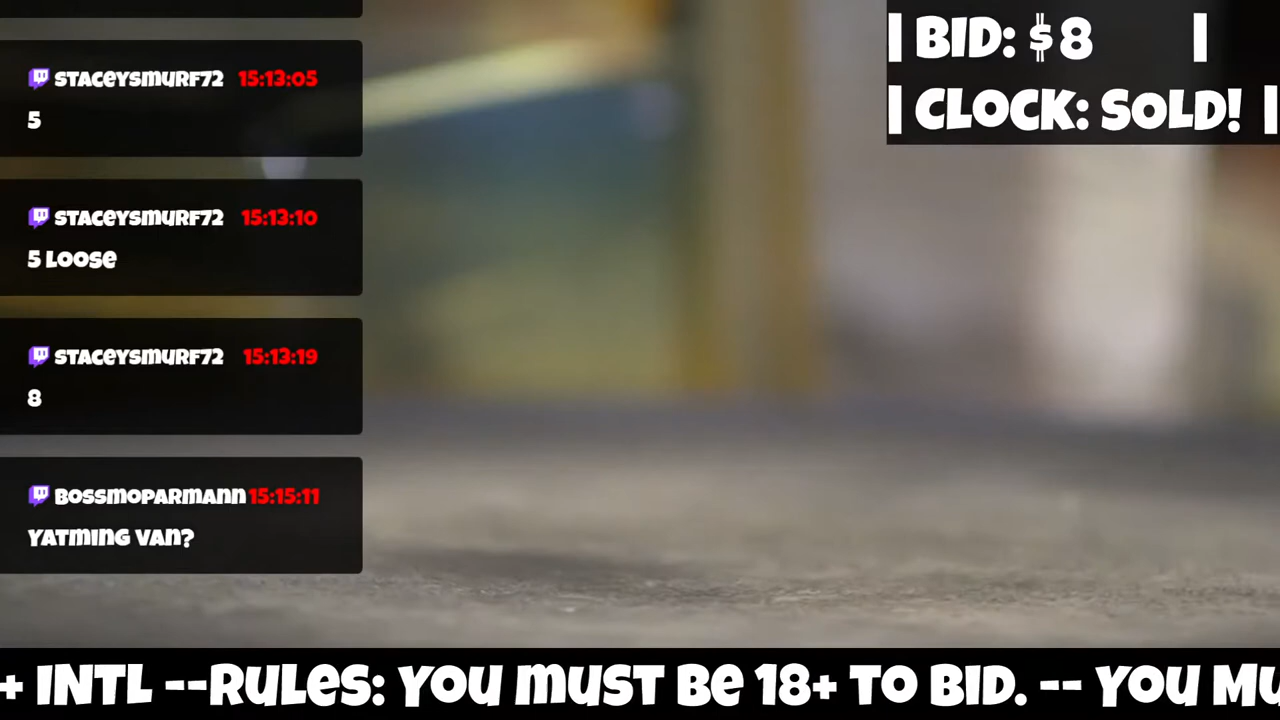 STACEYSMURF72 15:13:05
5
STACEYSMURF72 15:13:10
5 LOOSE
STACEYSMURF72 15:13:19
8
BOSSMOPARMANN 15:15:11
YATMING VAN?
| BID: $8 |
| CLOCK: SOLD! |
+ INTL --RULES: YOU MUST BE 18+ TO BID. -- YOU MU